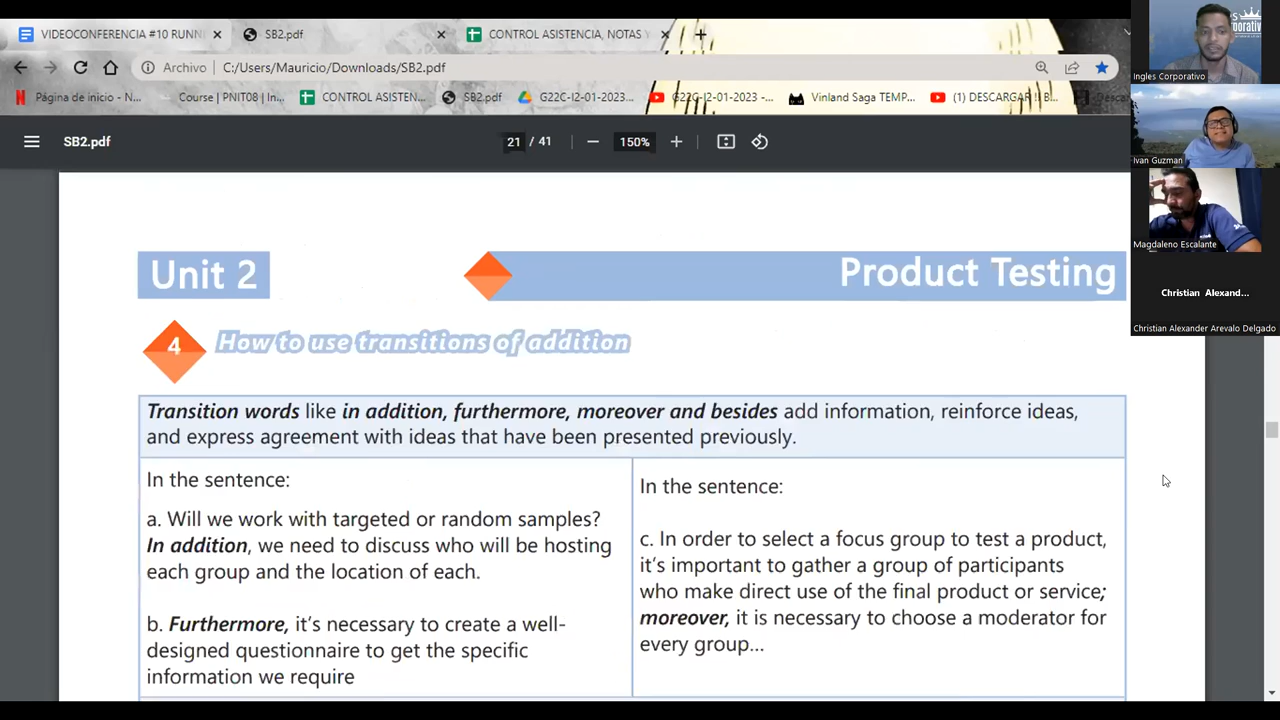 VIDEOCONFERENCIA #10 RUNN
SB2.pdf
CONTROL ASISTENCIA, NOTAS Y
Archivo
C:/Users/Mauricio/Downloads/SB2.pdf
Página de inicio - N...
Course | PNIT08 | In...
CONTROL ASISTEN...
SB2.pdf
G22C-I2-01-2023...
G22C-I2-01-2023 -...
Vinland Saga TEMP...
(1) DESCARGAR !! B...
SB2.pdf
21 / 41
150%
Ingles Corporativo
Ivan Guzman
Magdaleno Escalante
Christian Alexand...
Christian Alexander Arevalo Delgado
Unit 2
Product Testing
4
How to use transitions of addition
Transition words like in addition, furthermore, moreover and besides add information, reinforce ideas,
and express agreement with ideas that have been presented previously.
In the sentence:
a. Will we work with targeted or random samples?
In addition, we need to discuss who will be hosting
each group and the location of each.
b. Furthermore, it's necessary to create a well-
designed questionnaire to get the specific
information we require
In the sentence:
c. In order to select a focus group to test a product,
it's important to gather a group of participants
who make direct use of the final product or service;
moreover, it is necessary to choose a moderator for
every group...